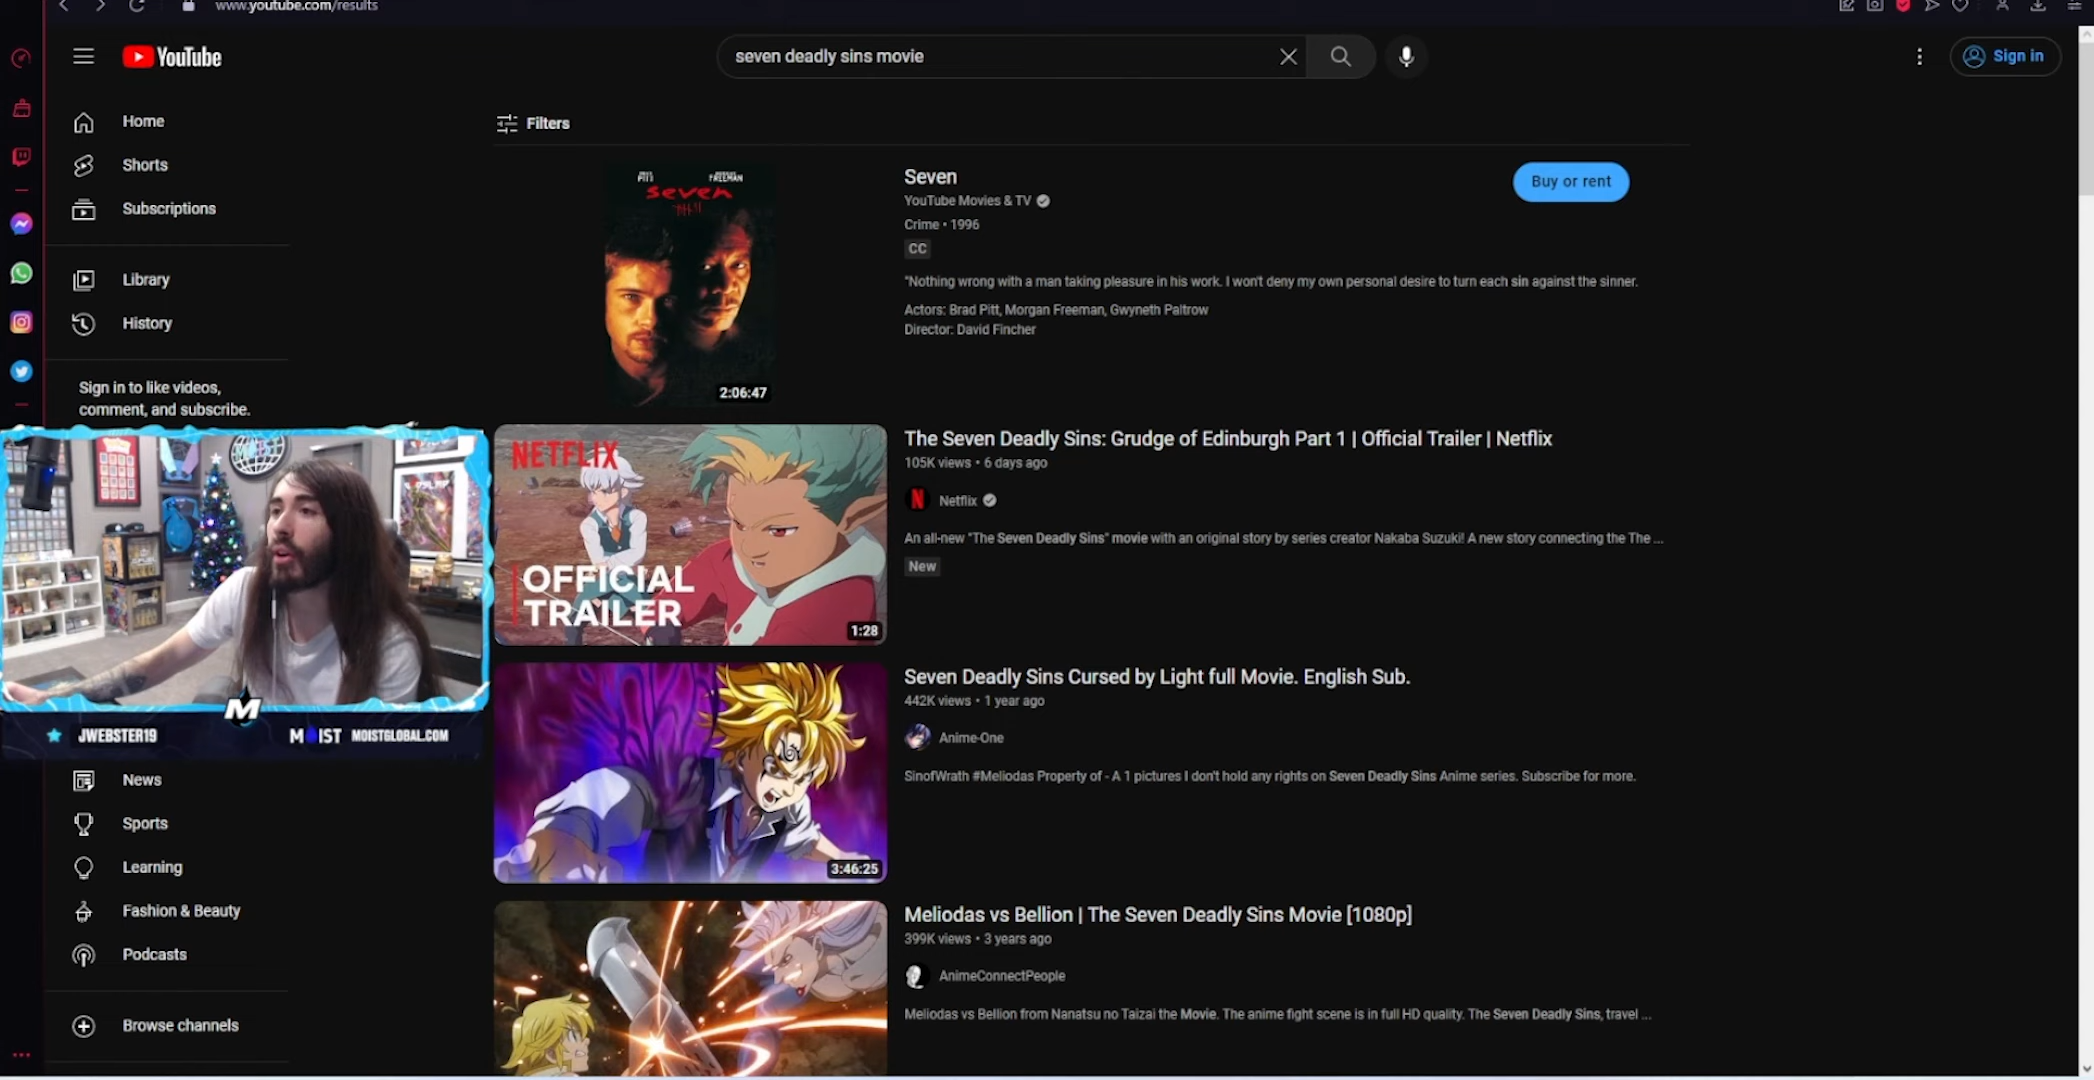 www.youtube.com/results
YouTube
seven deadly sins movie
Sign in
Home
Shorts
Subscriptions
Library
History
Sign in to like videos,
comment, and subscribe.
MOIST
JWEBSTER19
M
MOIST MOISTGLOBAL.COM
News
Sports
Learning
Fashion & Beauty
Podcasts
Browse channels
Filters
PITT
FREEMAN
seven
2:06:47
Seven
Buy or rent
YouTube Movies & TV
Crime • 1996
CC
"Nothing wrong with a man taking pleasure in his work. I won't deny my own personal desire to turn each sin against the sinner.
Actors: Brad Pitt, Morgan Freeman, Gwyneth Paltrow
Director: David Fincher
NETFLIX
OFFICIAL
TRAILER
1:28
The Seven Deadly Sins: Grudge of Edinburgh Part 1 | Official Trailer | Netflix
105K views • 6 days ago
N Netflix
An all-new "The Seven Deadly Sins" movie with an original story by series creator Nakaba Suzuki! A new story connecting the The ...
New
3:46:25
Seven Deadly Sins Cursed by Light full Movie. English Sub.
442K views • 1 year ago
Anime-One
SinofWrath #Meliodas Property of - A 1 pictures I don't hold any rights on Seven Deadly Sins Anime series. Subscribe for more.
Meliodas vs Bellion | The Seven Deadly Sins Movie [1080p]
399K views • 3 years ago
AnimeConnectPeople
Meliodas vs Bellion from Nanatsu no Taizai the Movie. The anime fight scene is in full HD quality. The Seven Deadly Sins, travel ...